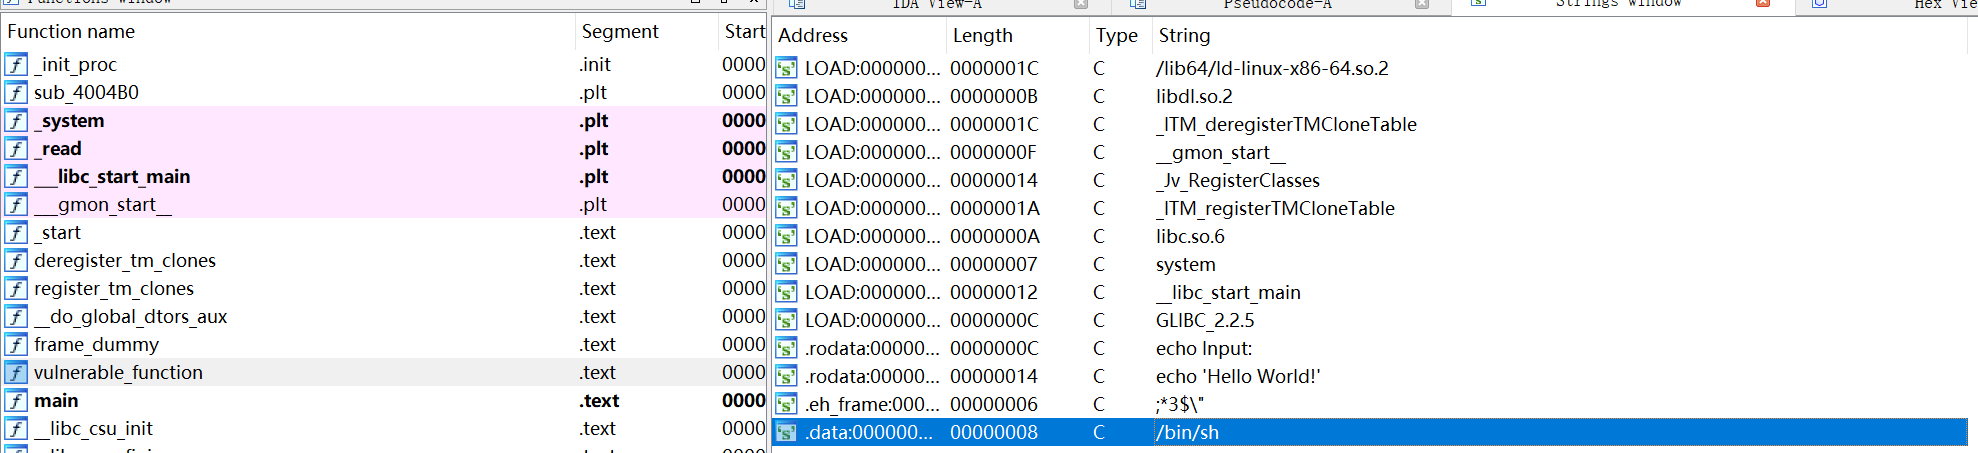 Functions window
IDA View-A Pseudocode-A Strings window Hex Vie
Function name Segment Start
_init_proc .init 0000
sub_4004B0 .plt 0000
_system .plt 0000
_read .plt 0000
___libc_start_main .plt 0000
___gmon_start__ .plt 0000
_start .text 0000
deregister_tm_clones .text 0000
register_tm_clones .text 0000
__do_global_dtors_aux .text 0000
frame_dummy .text 0000
vulnerable_function .text 0000
main .text 0000
__libc_csu_init .text 0000
Address Length Type String
LOAD:000000... 0000001C C /lib64/ld-linux-x86-64.so.2
LOAD:000000... 0000000B C libdl.so.2
LOAD:000000... 0000001C C _ITM_deregisterTMCloneTable
LOAD:000000... 0000000F C __gmon_start__
LOAD:000000... 00000014 C _Jv_RegisterClasses
LOAD:000000... 0000001A C _ITM_registerTMCloneTable
LOAD:000000... 0000000A C libc.so.6
LOAD:000000... 00000007 C system
LOAD:000000... 00000012 C __libc_start_main
LOAD:000000... 0000000C C GLIBC_2.2.5
.rodata:00000... 0000000C C echo Input:
.rodata:00000... 00000014 C echo 'Hello World!'
.eh_frame:000... 00000006 C ;*3$\"
.data:000000... 00000008 C /bin/sh